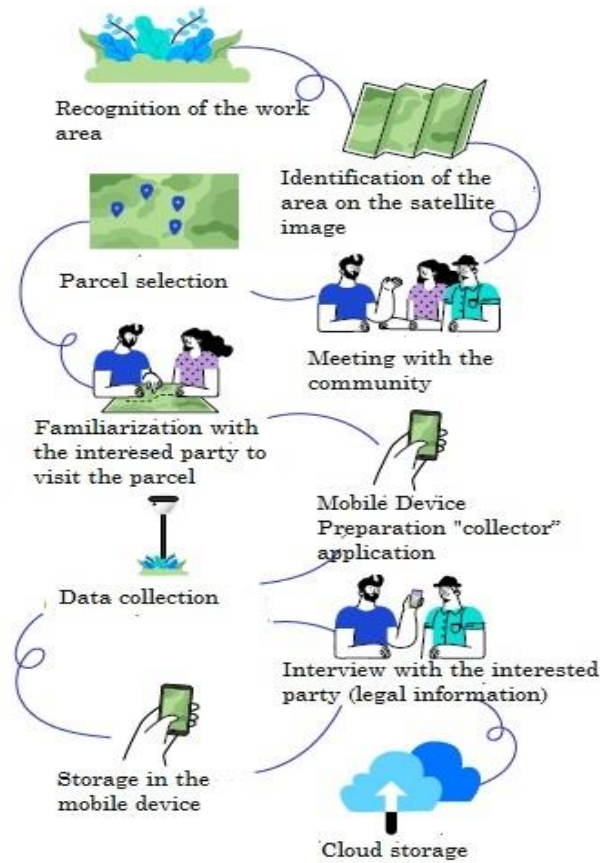 Recognition of the work
area
Identification of the
area on the satellite
image
Meeting with the
community
Parcel selection
Familiarization with
the interesed party to
visit the parcel
Mobile Device
Preparation "collector”
application
Data collection
Interview with the interested
party (legal information)
Storage in the
mobile device
Cloud storage